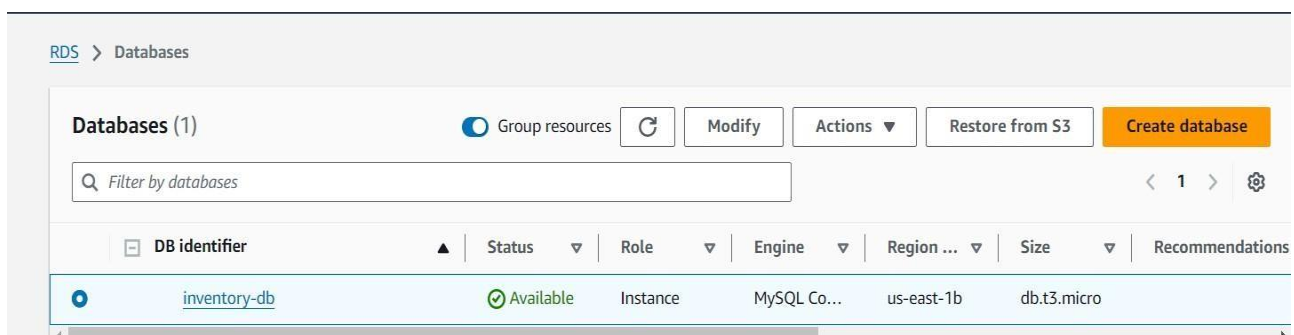 RDS > Databases
Databases (1) Group resources Modify Actions Restore from S3 Create database
Filter by databases 1
DB identifier Status Role Engine Region ... Size Recommendations
inventory-db Available Instance MySQL Co... us-east-1b db.t3.micro